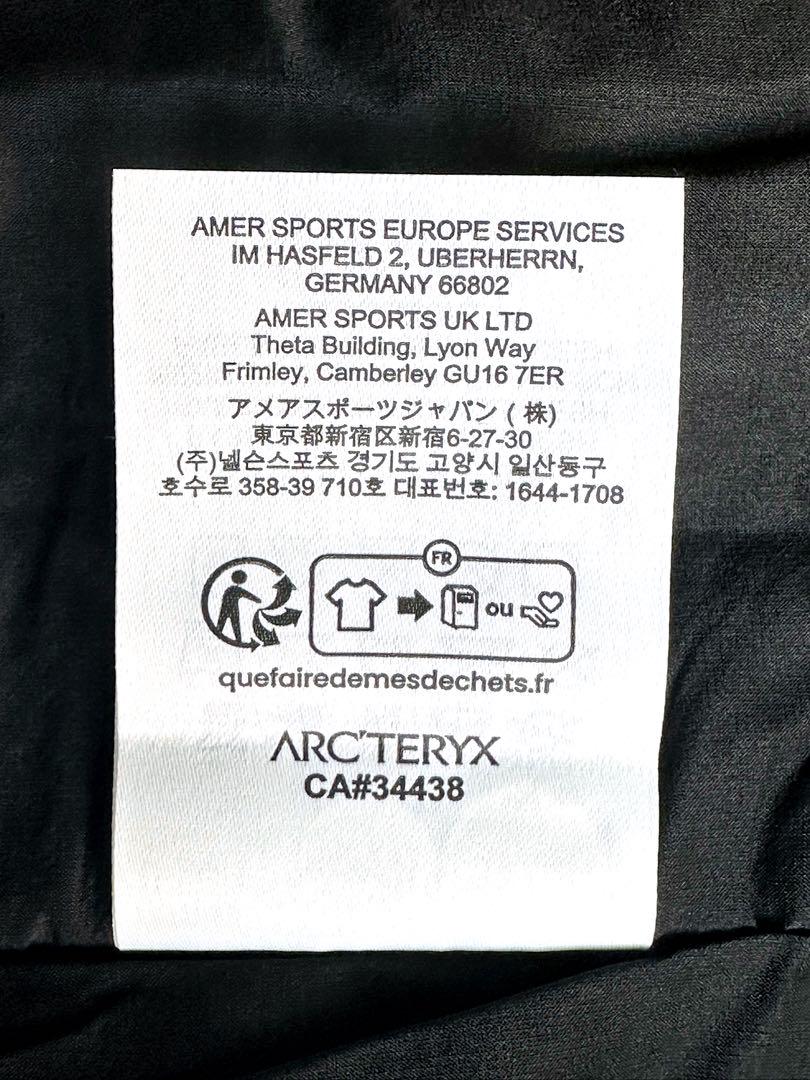 AMER SPORTS EUROPE SERVICES
IM HASFELD 2, UBERHERRN,
GERMANY 66802
AMER SPORTS UK LTD
Theta Building, Lyon Way
Frimley, Camberley GU16 7ER
アメアスポーツジャパン (株)
東京都新宿区新宿6-27-30
(주)넬슨스포츠 경기도 고양시 일산동구
호수로 358-39 710호 대표번호: 1644-1708
FR
ou
quefairedemesdechets.fr
ARC'TERYX
CA#34438